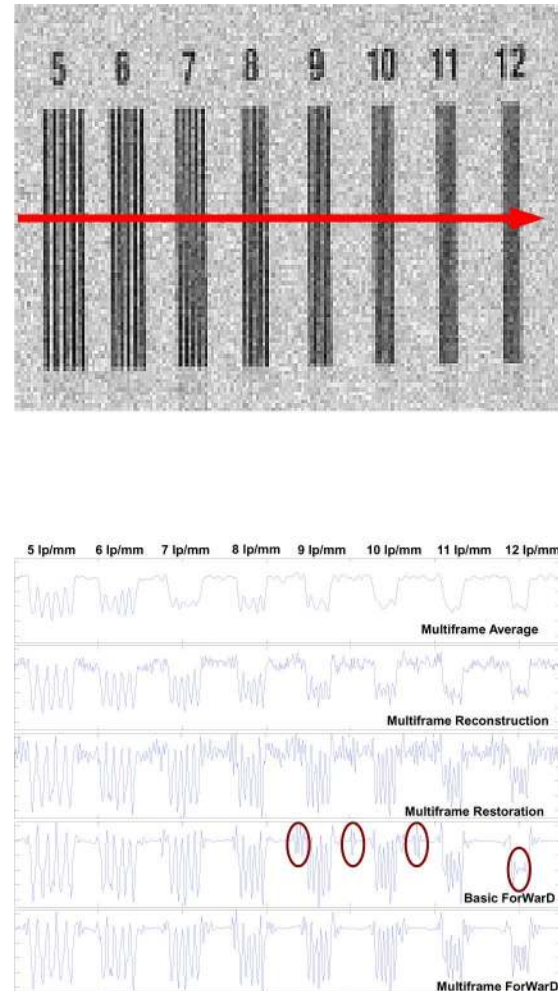 5 6 7 8 9 10 11 12
5 lp/mm 6 lp/mm 7 lp/mm 8 lp/mm 9 lp/mm 10 lp/mm 11 lp/mm 12 lp/mm
Multiframe Average
Multiframe Reconstruction
Multiframe Restoration
Basic ForWarD
Multiframe ForWarD